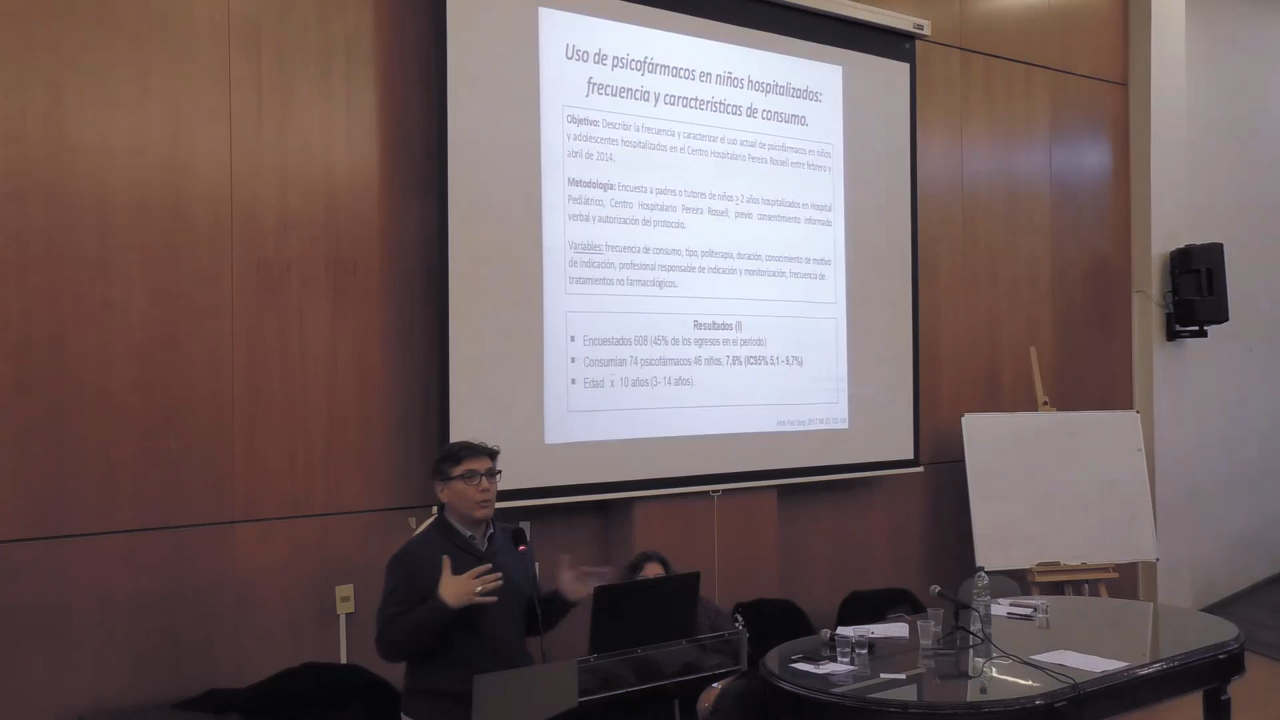 Uso de psicofármacos en niños hospitalizados:
frecuencia y características de consumo.
Objetivo: Describir la frecuencia y caracterizar el uso actual de psicofármacos en niños
y adolescentes hospitalizados en el Centro Hospitalario Pereira Rossell entre febrero y
abril de 2014.
Metodología: Encuesta a padres o tutores de niños ≥ 2 años hospitalizados en Hospital
Pediátrico, Centro Hospitalario Pereira Rossell, previo consentimiento informado
verbal y autorización del protocolo.
Variables: frecuencia de consumo, tipo, politerapia, duración, conocimiento de motivo
de indicación, profesional responsable de indicación y monitorización, frecuencia de
tratamientos no farmacológicos.
Resultados (I)
Encuestados 608 (45% de los egresos en el período)
Consumían 74 psicofármacos 46 niños, 7,6% (IC95% 5,1 - 9,7%)
Edad x̄ 10 años (3- 14 años).